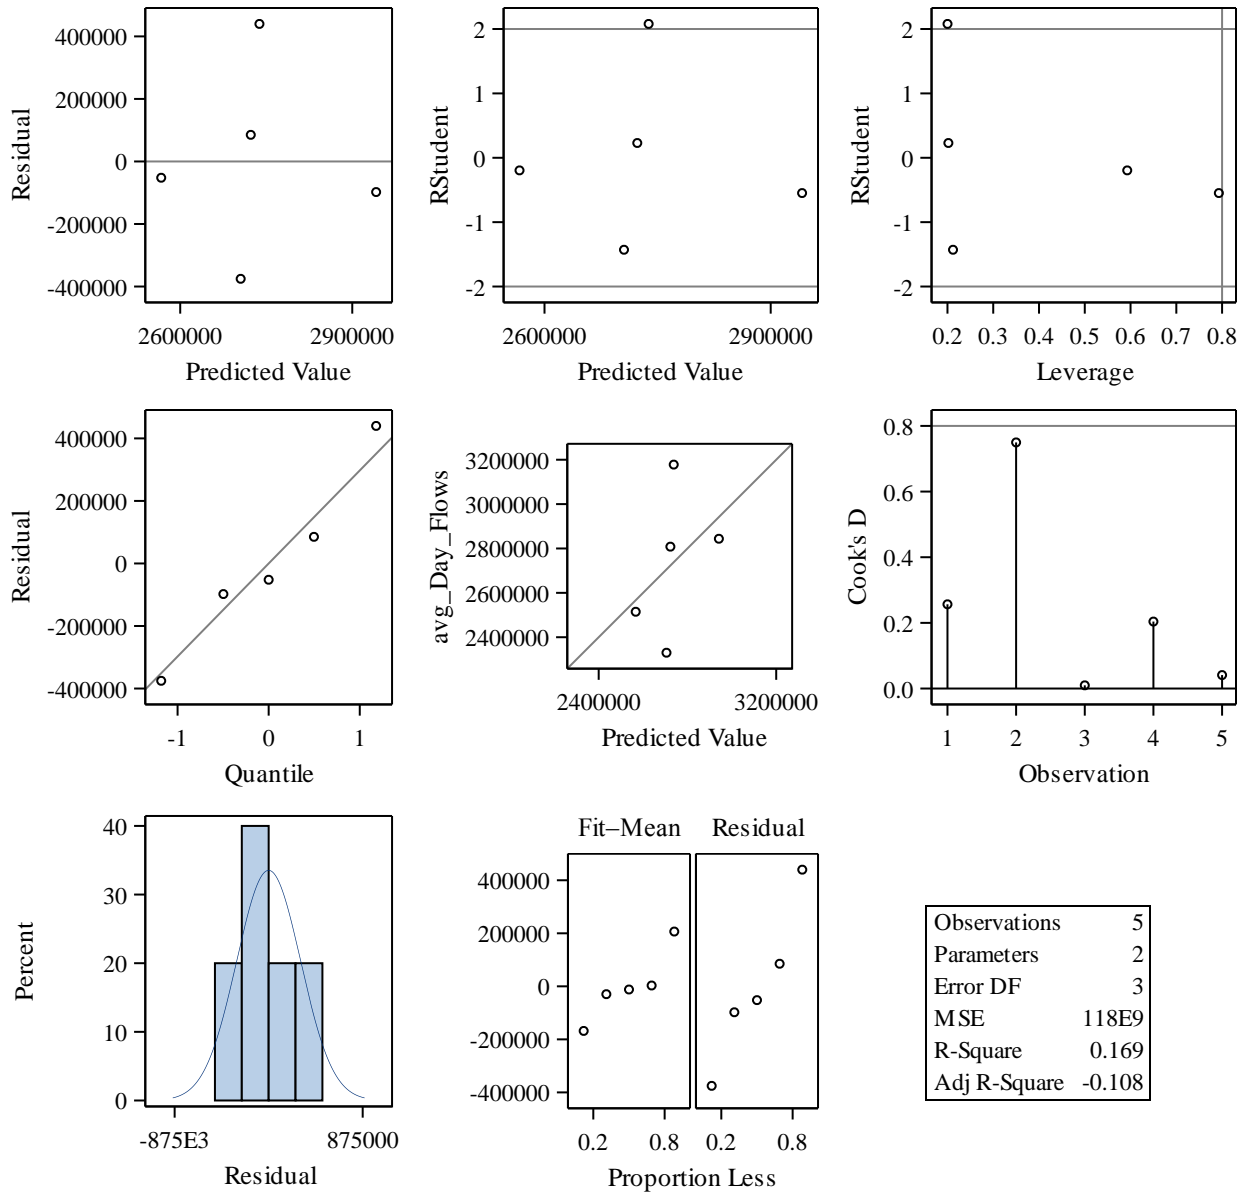 400000
200000
0
-200000
-400000
Residual
2600000 2900000
Predicted Value
2
1
0
-1
-2
RStudent
2600000 2900000
Predicted Value
2
1
0
-1
-2
RStudent
0.2 0.3 0.4 0.5 0.6 0.7 0.8
Leverage
400000
200000
0
-200000
-400000
Residual
-1 0 1
Quantile
3200000
3000000
2800000
2600000
2400000
avg_Day_Flows
2400000 3200000
Predicted Value
0.8
0.6
0.4
0.2
0.0
Cook's D
1 2 3 4 5
Observation
40
30
20
10
0
Percent
-875E3 875000
Residual
Fit–Mean Residual
400000
200000
0
-200000
-400000
0.2 0.8 0.2 0.8
Proportion Less
Observations 5
Parameters 2
Error DF 3
MSE 118E9
R-Square 0.169
Adj R-Square -0.108